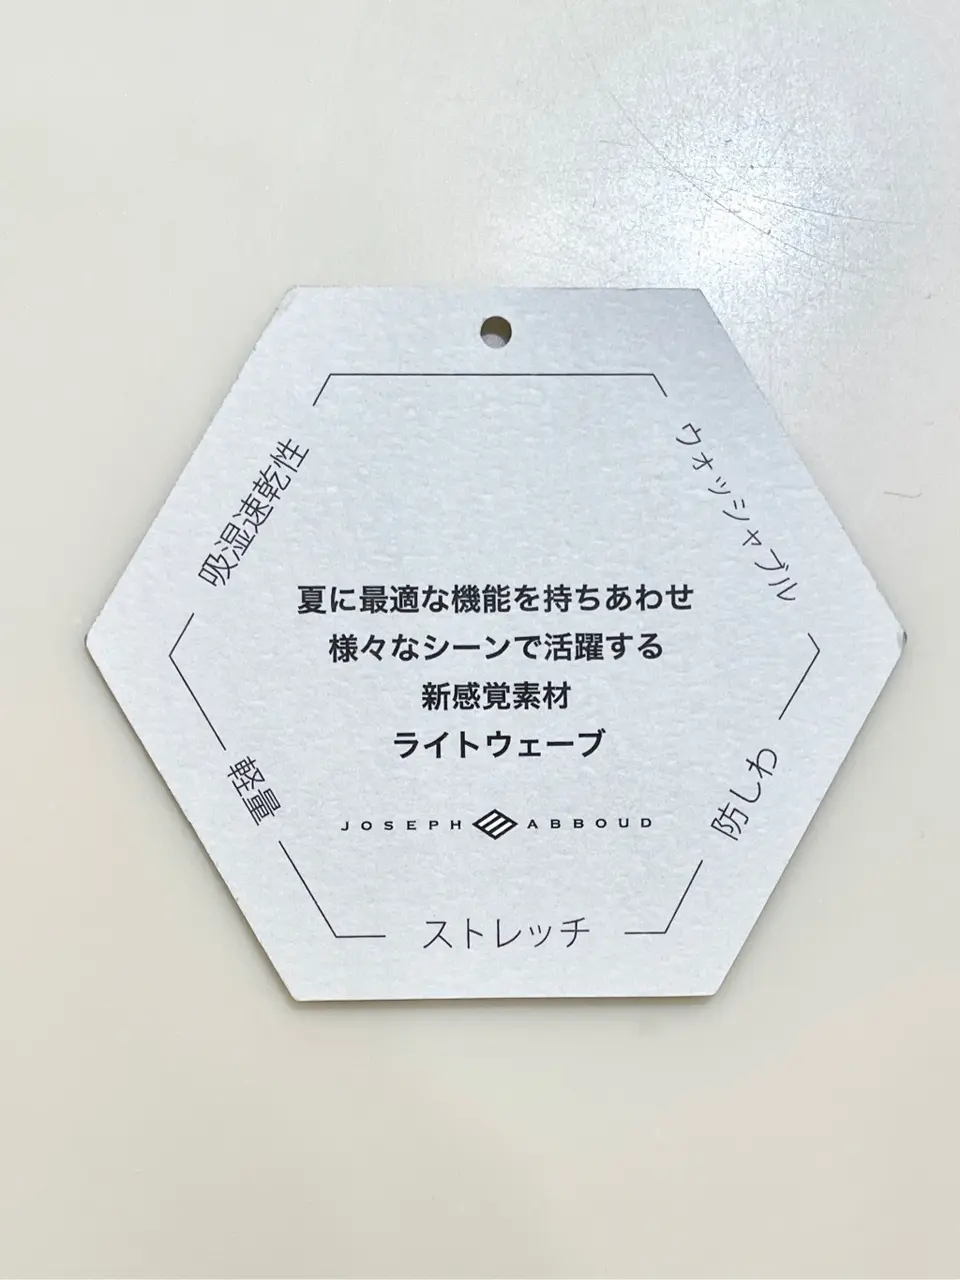 吸湿速乾性
ウォッシャブル
夏に最適な機能を持ちあわせ
様々なシーンで活躍する
新感覚素材
ライトウェーブ
JOSEPH ABBOUD
軽量
防しわ
ストレッチ